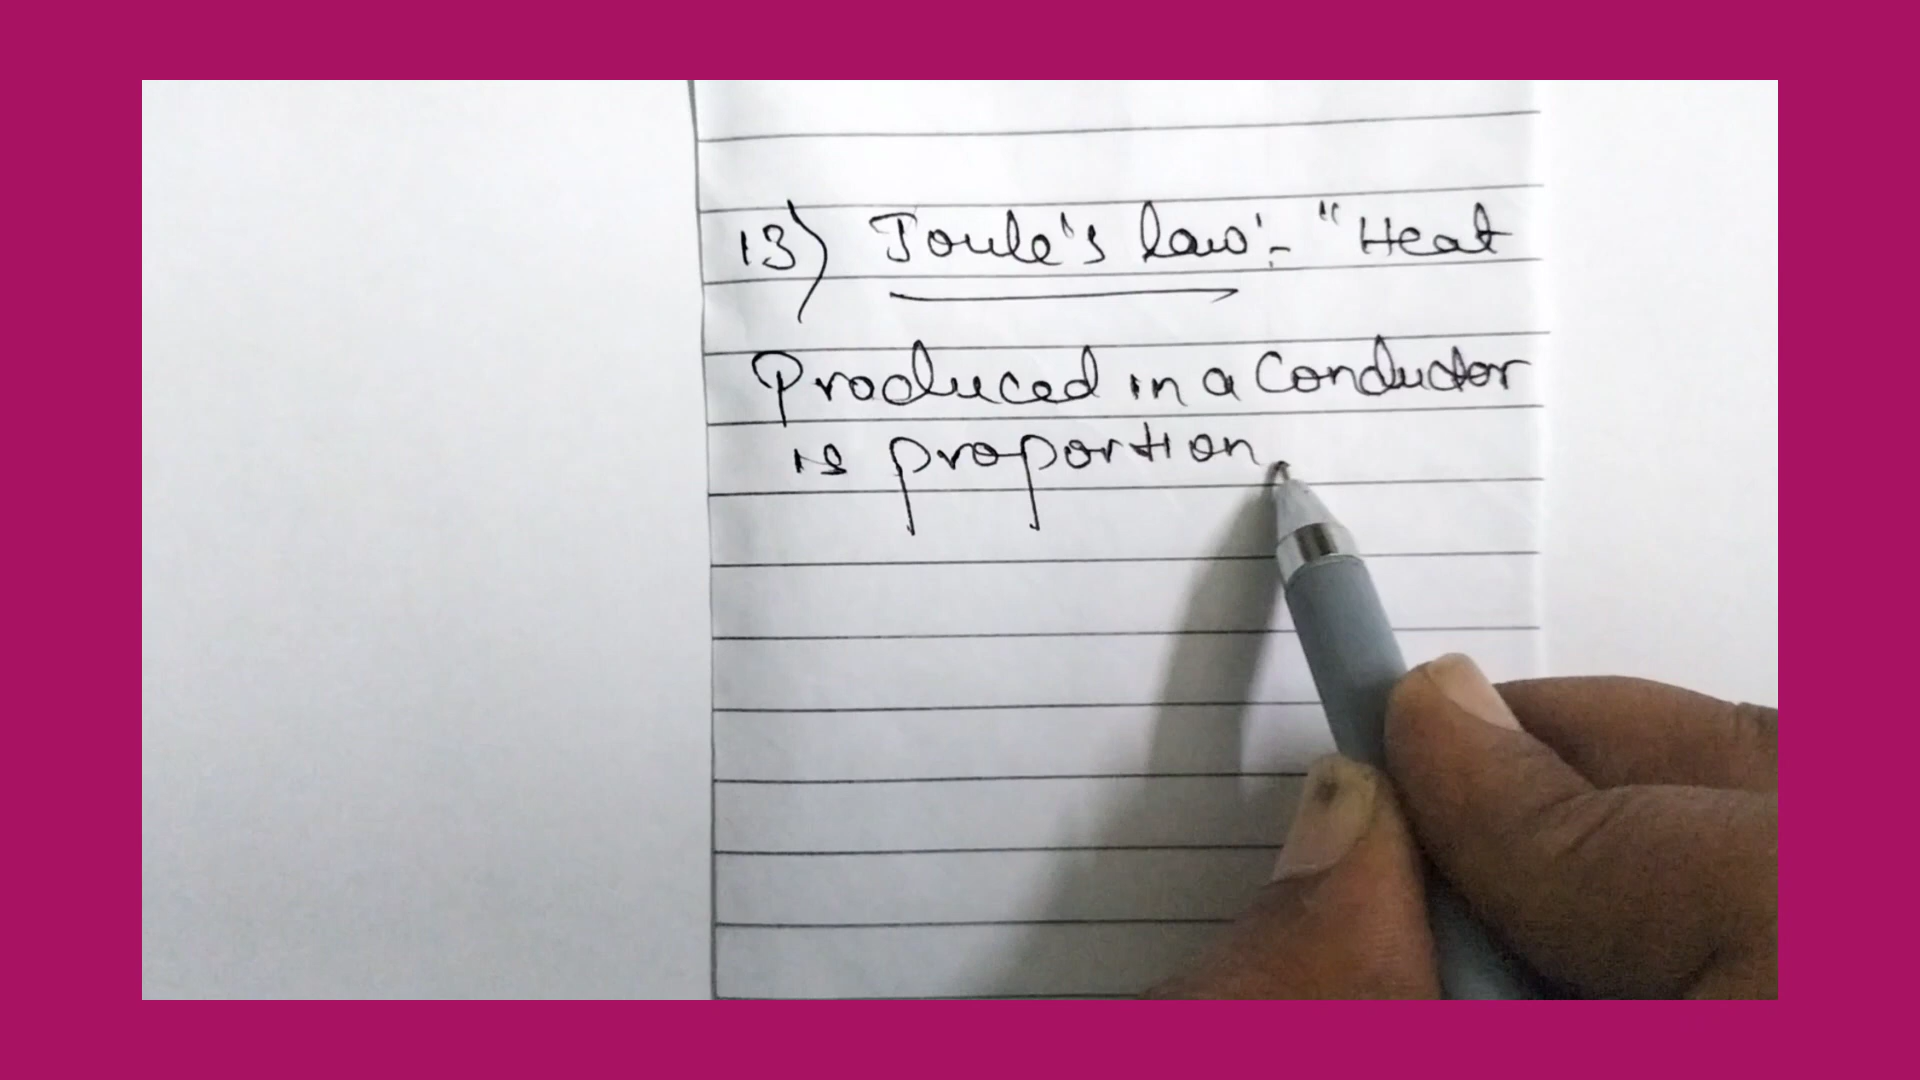 13) Joule's law:- "Heat
Produced in a Conductor
is proportion